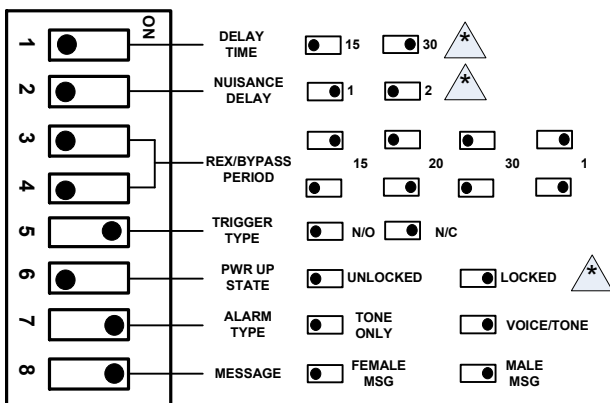 ON
1 DELAY TIME 15 30 *
2 NUISANCE DELAY 1 2 *
3
4
REX/BYPASS PERIOD 15 20 30 1
5 TRIGGER TYPE N/O N/C
6 PWR UP STATE UNLOCKED LOCKED *
7 ALARM TYPE TONE ONLY VOICE/TONE
8 MESSAGE FEMALE MSG MALE MSG